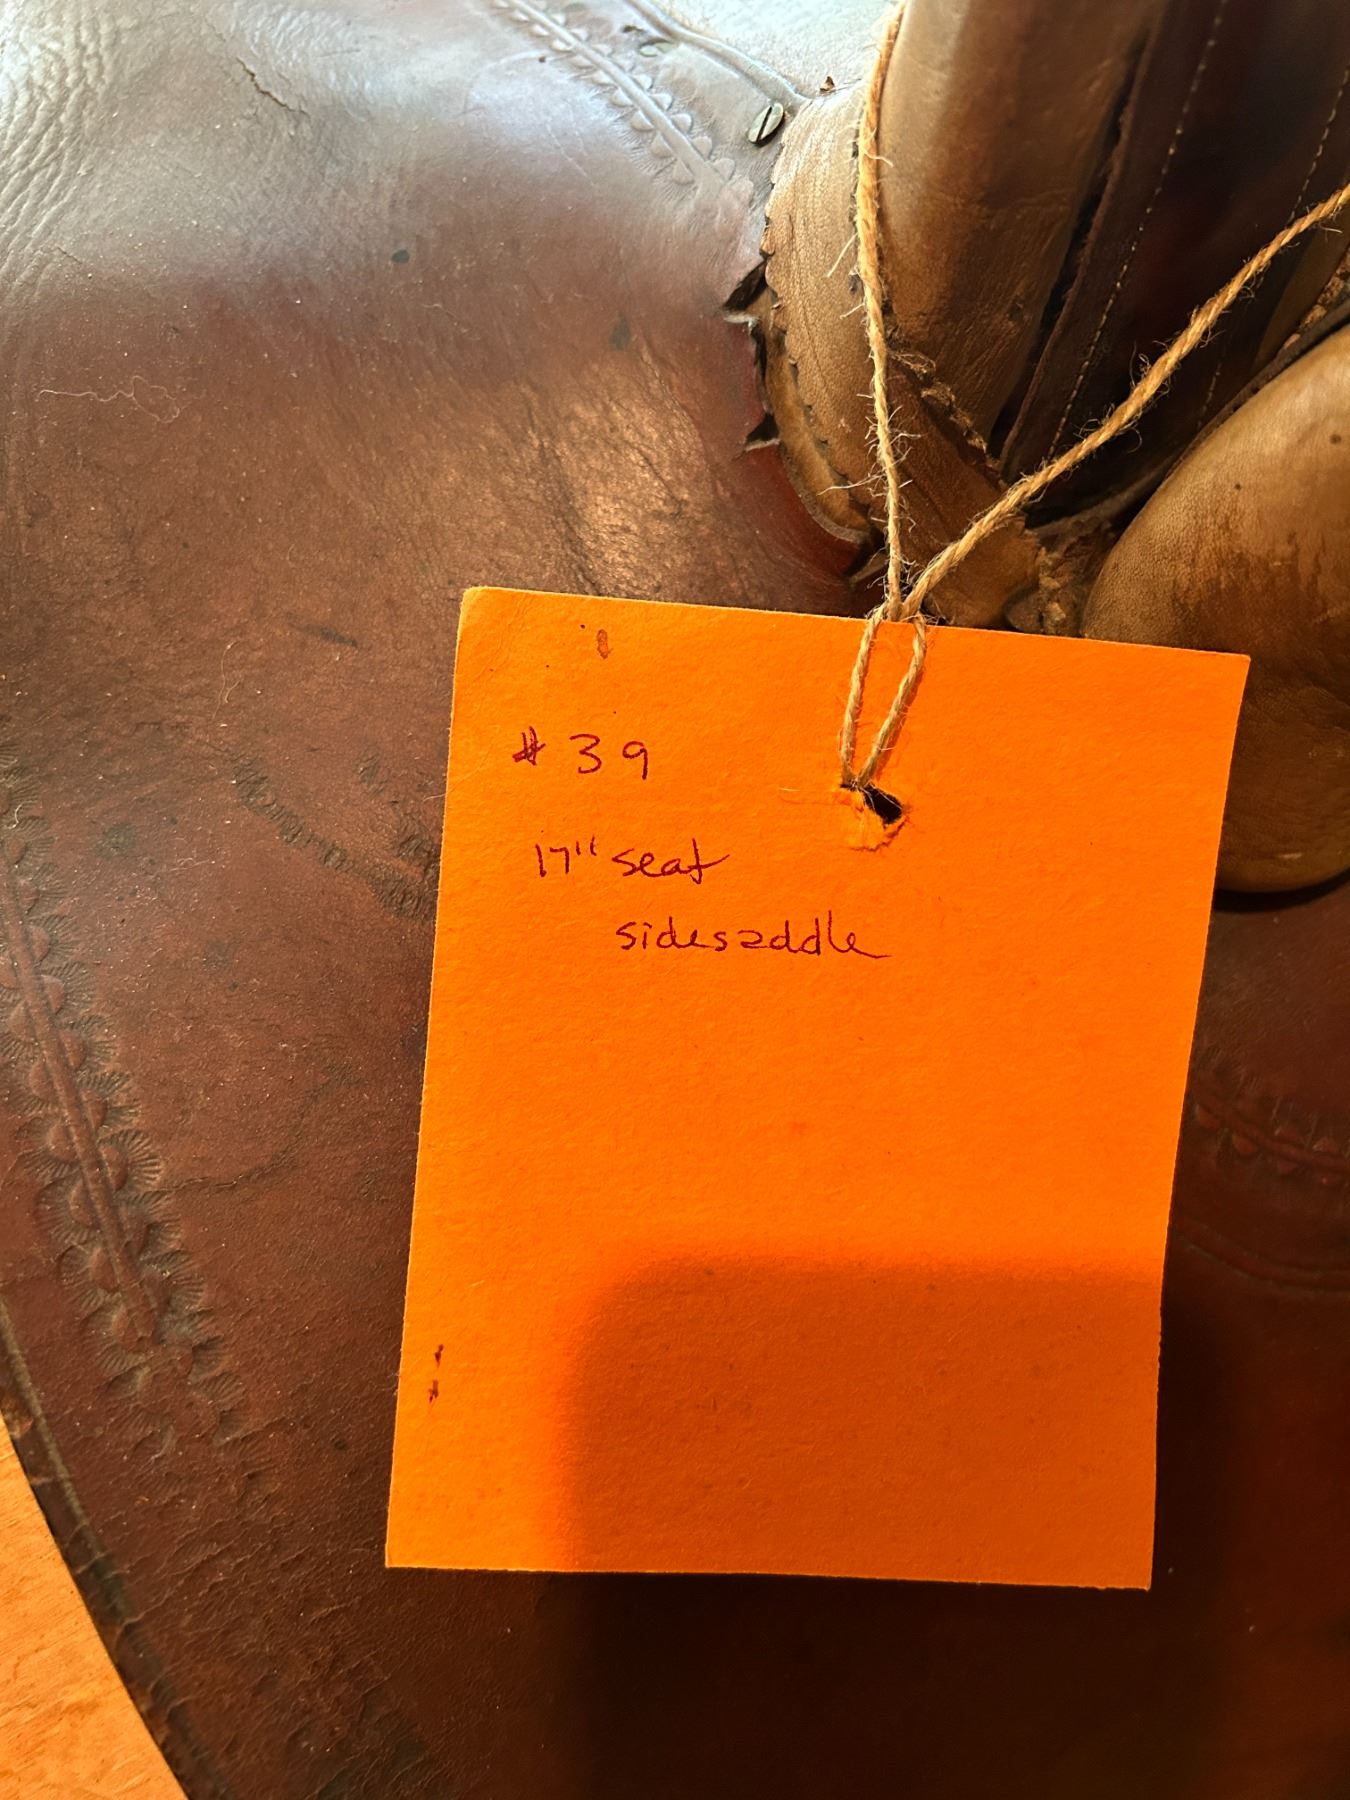 #39
17" seat
sidesaddle